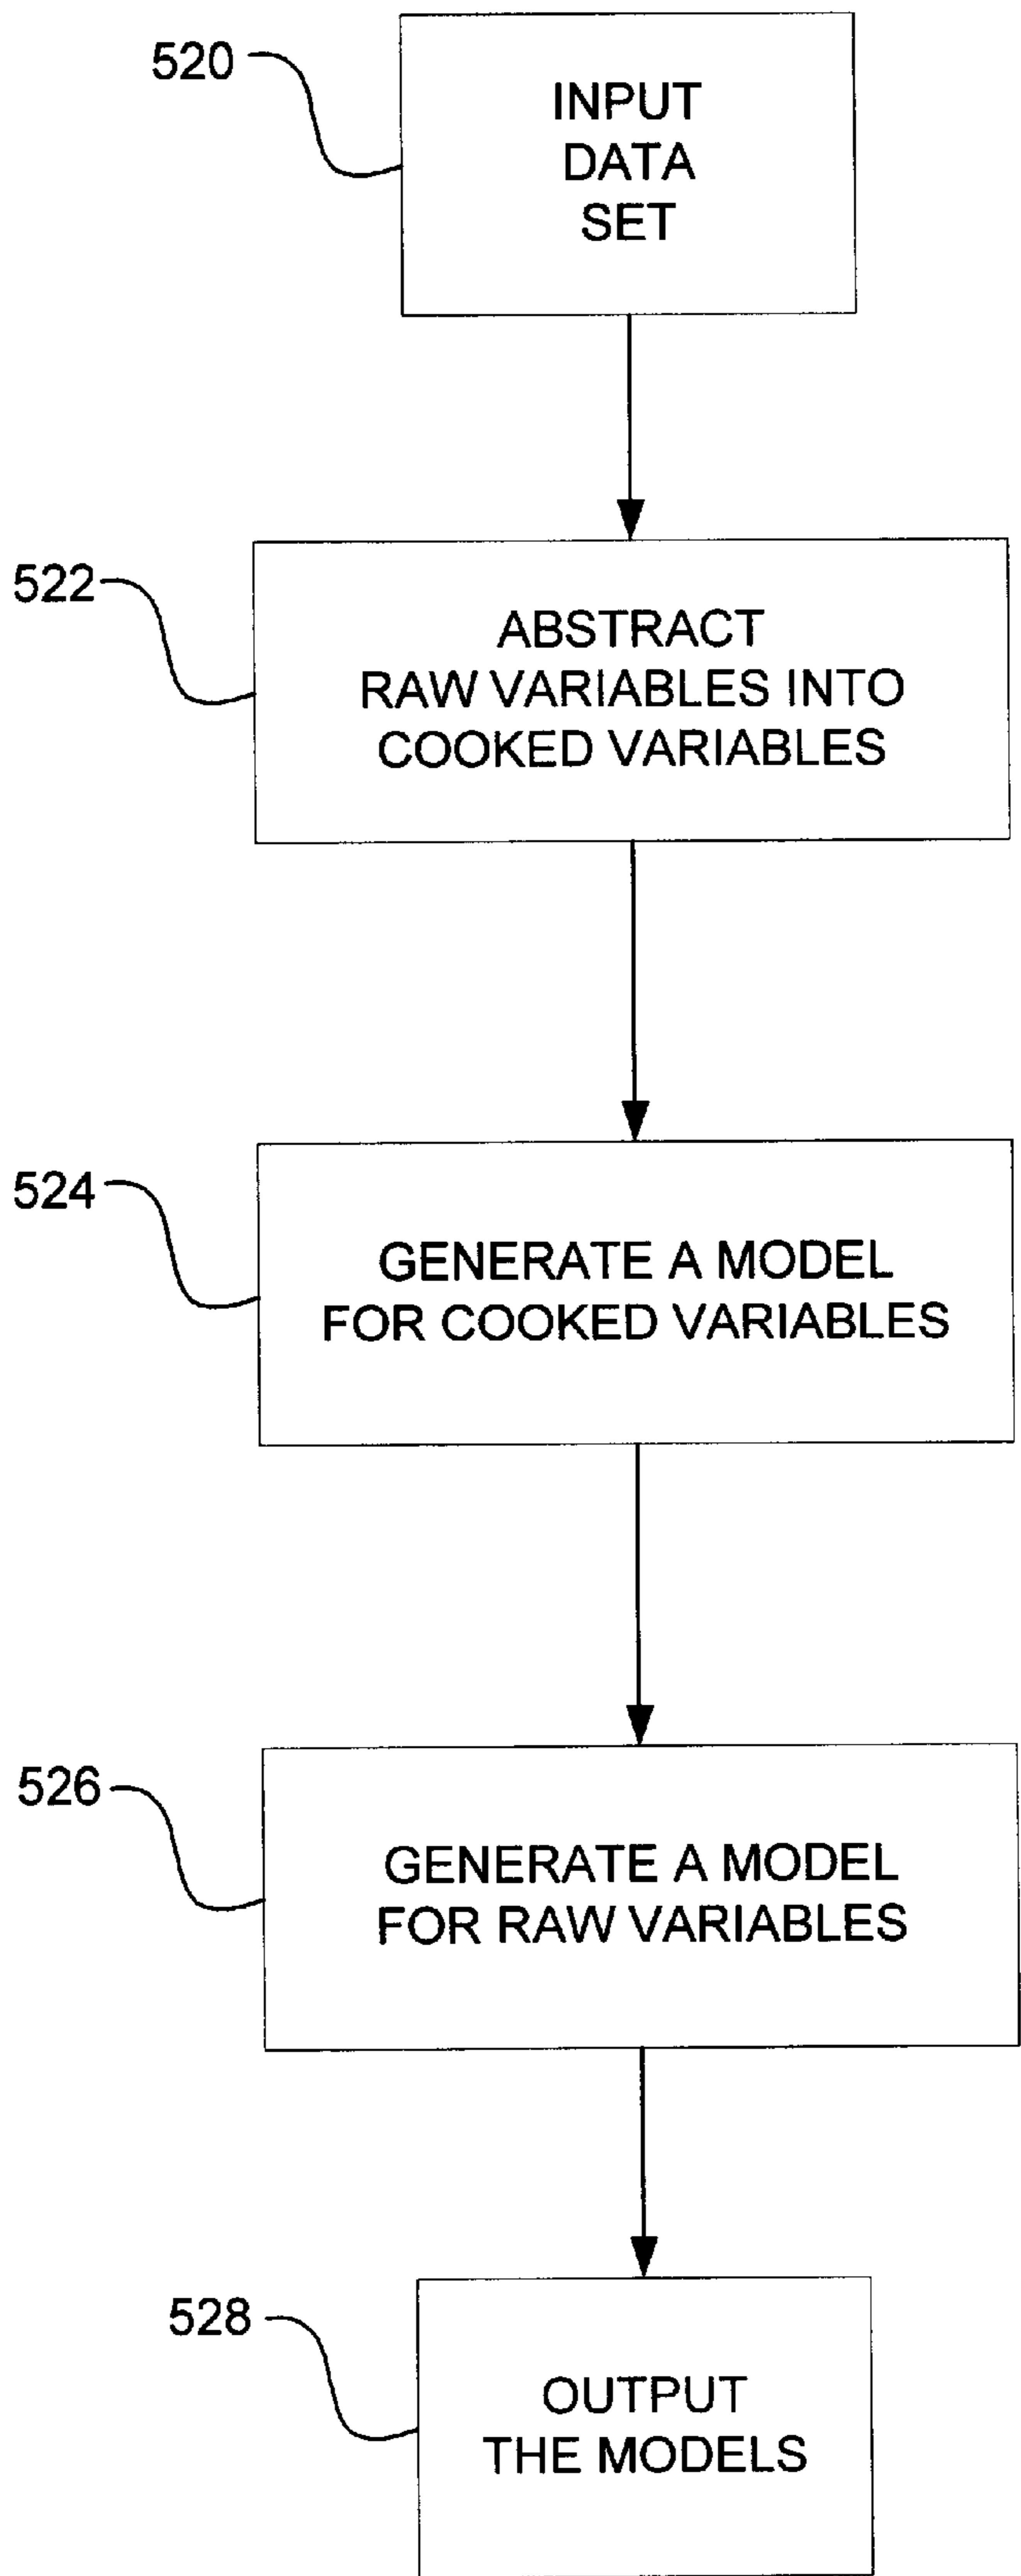 520
INPUT
DATA
SET
522
ABSTRACT
RAW VARIABLES INTO
COOKED VARIABLES
524
GENERATE A MODEL
FOR COOKED VARIABLES
526
GENERATE A MODEL
FOR RAW VARIABLES
528
OUTPUT
THE MODELS